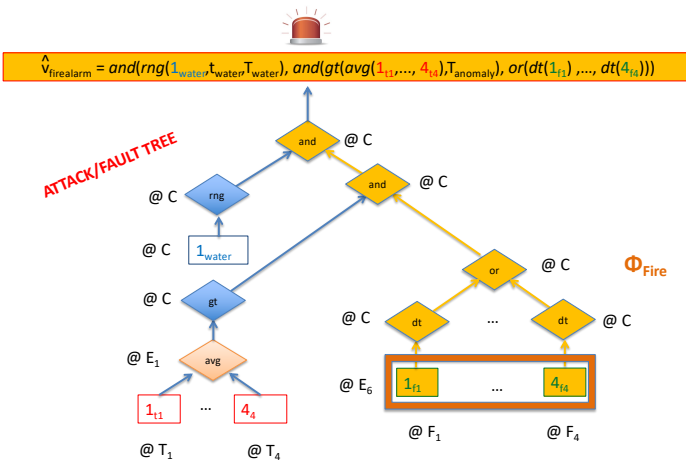 v̂firealarm = and(rng(1water,twater,Twater), and(gt(avg(1t1,..., 4t4),Tanomaly), or(dt(1f1) ,..., dt(4f4)))
ATTACK/FAULT TREE
and @ C
and @ C
@ C rng
@ C 1water
or @ C
ΦFire
@ C gt
@ C dt ... dt @ C
@ E1 avg
@ E6 1f1 ... 4f4
1t1 ... 44
@ F1 @ F4
@ T1 @ T4